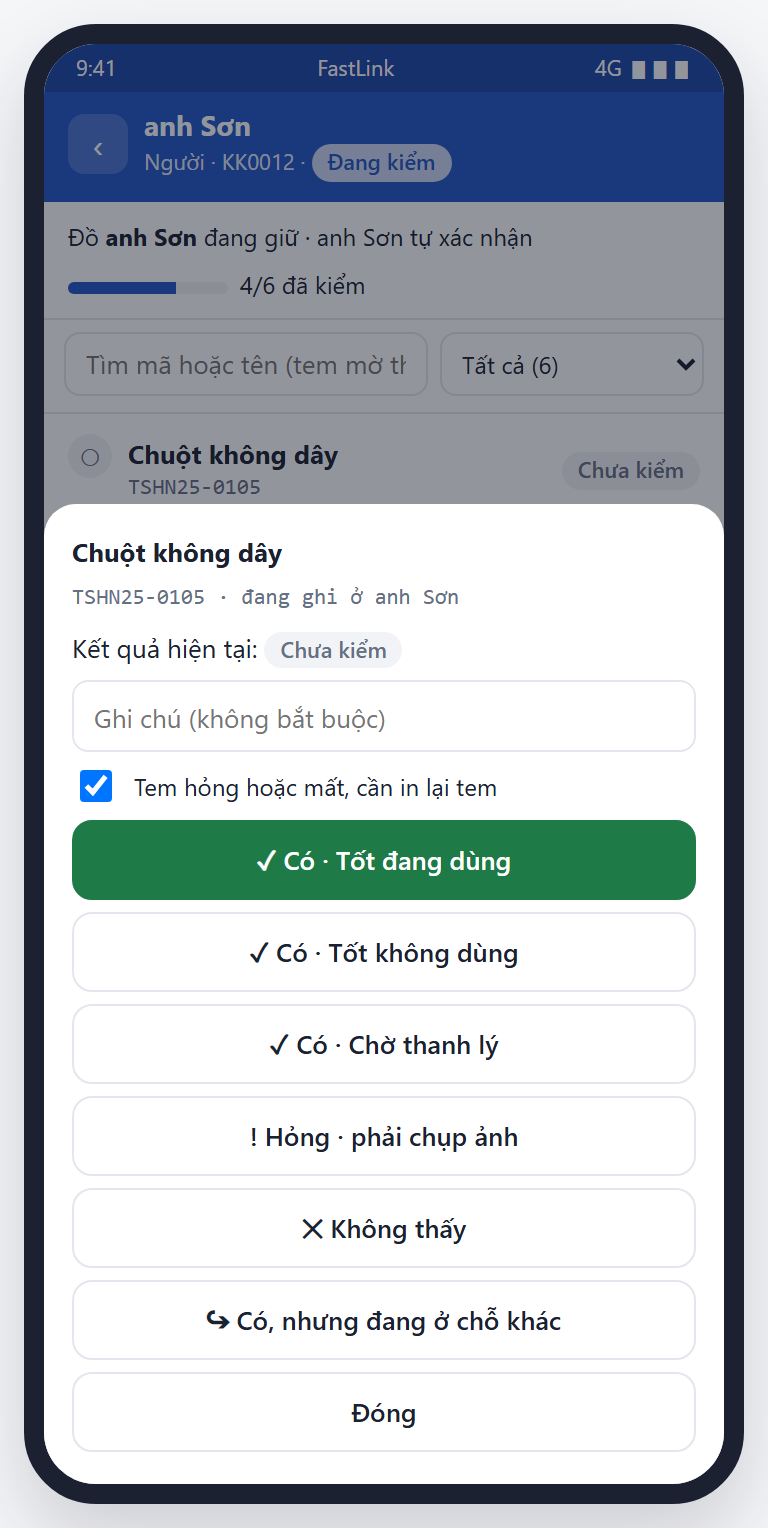 9:41 FastLink 4G
‹ anh Sơn
Người · KK0012 · Đang kiểm
Đồ anh Sơn đang giữ · anh Sơn tự xác nhận
4/6 đã kiểm
Tìm mã hoặc tên (tem mờ th Tất cả (6)
○ Chuột không dây Chưa kiểm
TSHN25-0105
Chuột không dây
TSHN25-0105 · đang ghi ở anh Sơn
Kết quả hiện tại: Chưa kiểm
Ghi chú (không bắt buộc)
Tem hỏng hoặc mất, cần in lại tem
✓ Có · Tốt đang dùng
✓ Có · Tốt không dùng
✓ Có · Chờ thanh lý
! Hỏng · phải chụp ảnh
✕ Không thấy
↪ Có, nhưng đang ở chỗ khác
Đóng